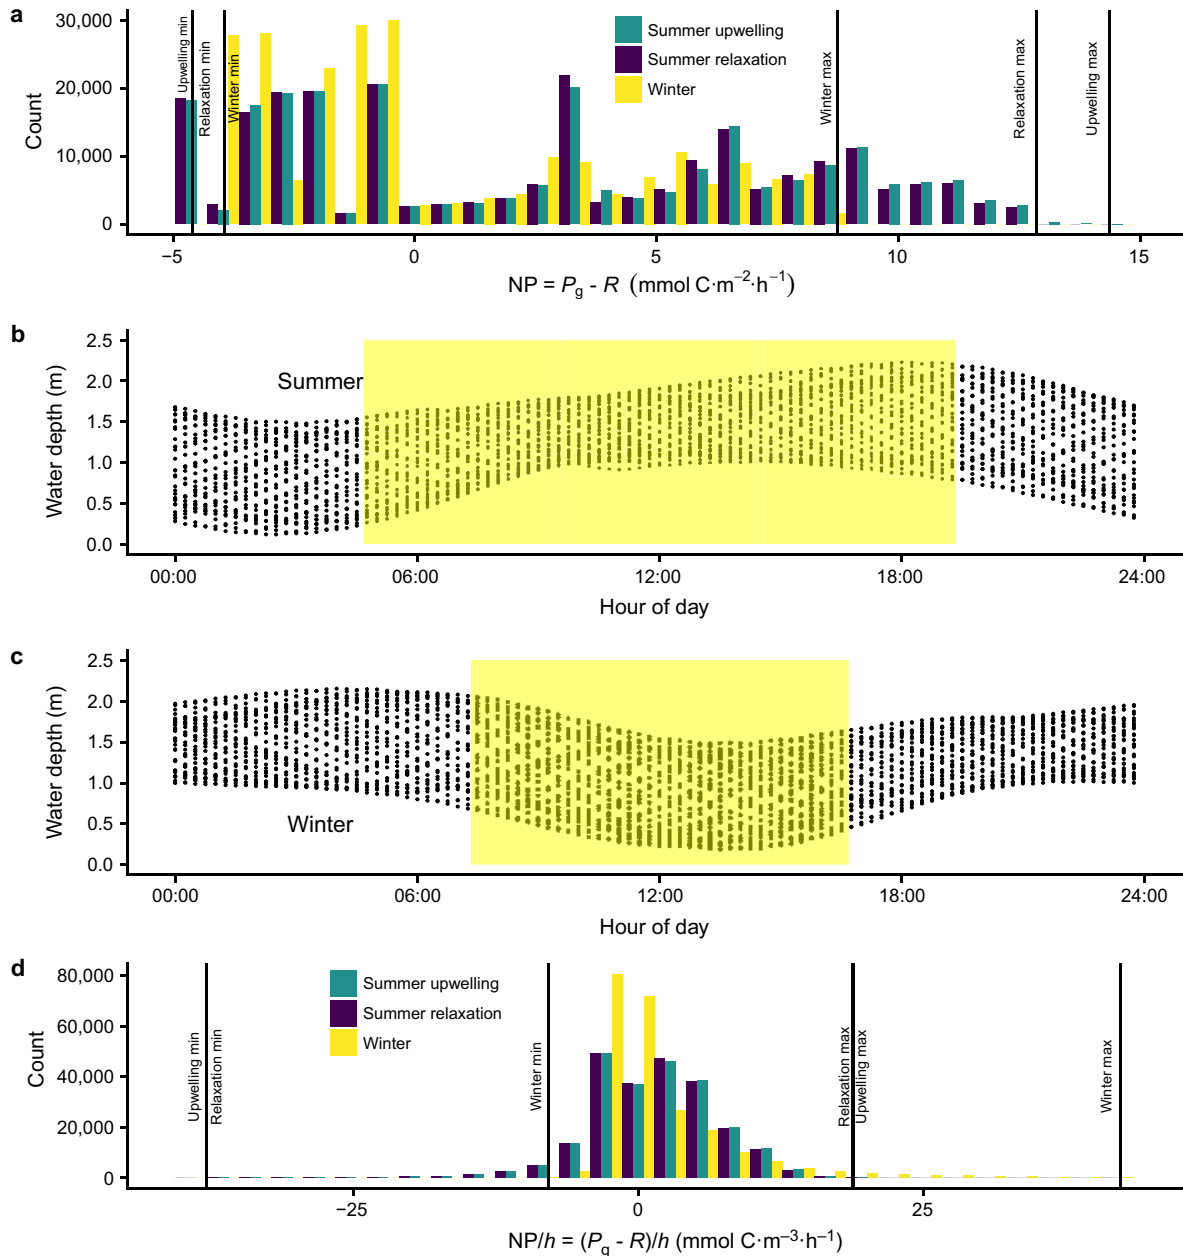 a
30,000
20,000
10,000
0
Count
Upwelling min
Relaxation min
Winter min
Summer upwelling
Summer relaxation
Winter
Winter max
Relaxation max
Upwelling max
−5
0
5
10
15
NP = Pg - R (mmol C·m−2·h−1)
b
2.5
2.0
1.5
1.0
0.5
0.0
Water depth (m)
Summer
00:00
06:00
12:00
18:00
24:00
Hour of day
c
2.5
2.0
1.5
1.0
0.5
0.0
Water depth (m)
Winter
00:00
06:00
12:00
18:00
24:00
Hour of day
d
80,000
60,000
40,000
20,000
0
Count
Upwelling min
Relaxation min
Summer upwelling
Summer relaxation
Winter
Winter min
Relaxation max
Upwelling max
Winter max
−25
0
25
NP/h = (Pg - R)/h (mmol C·m−3·h−1)